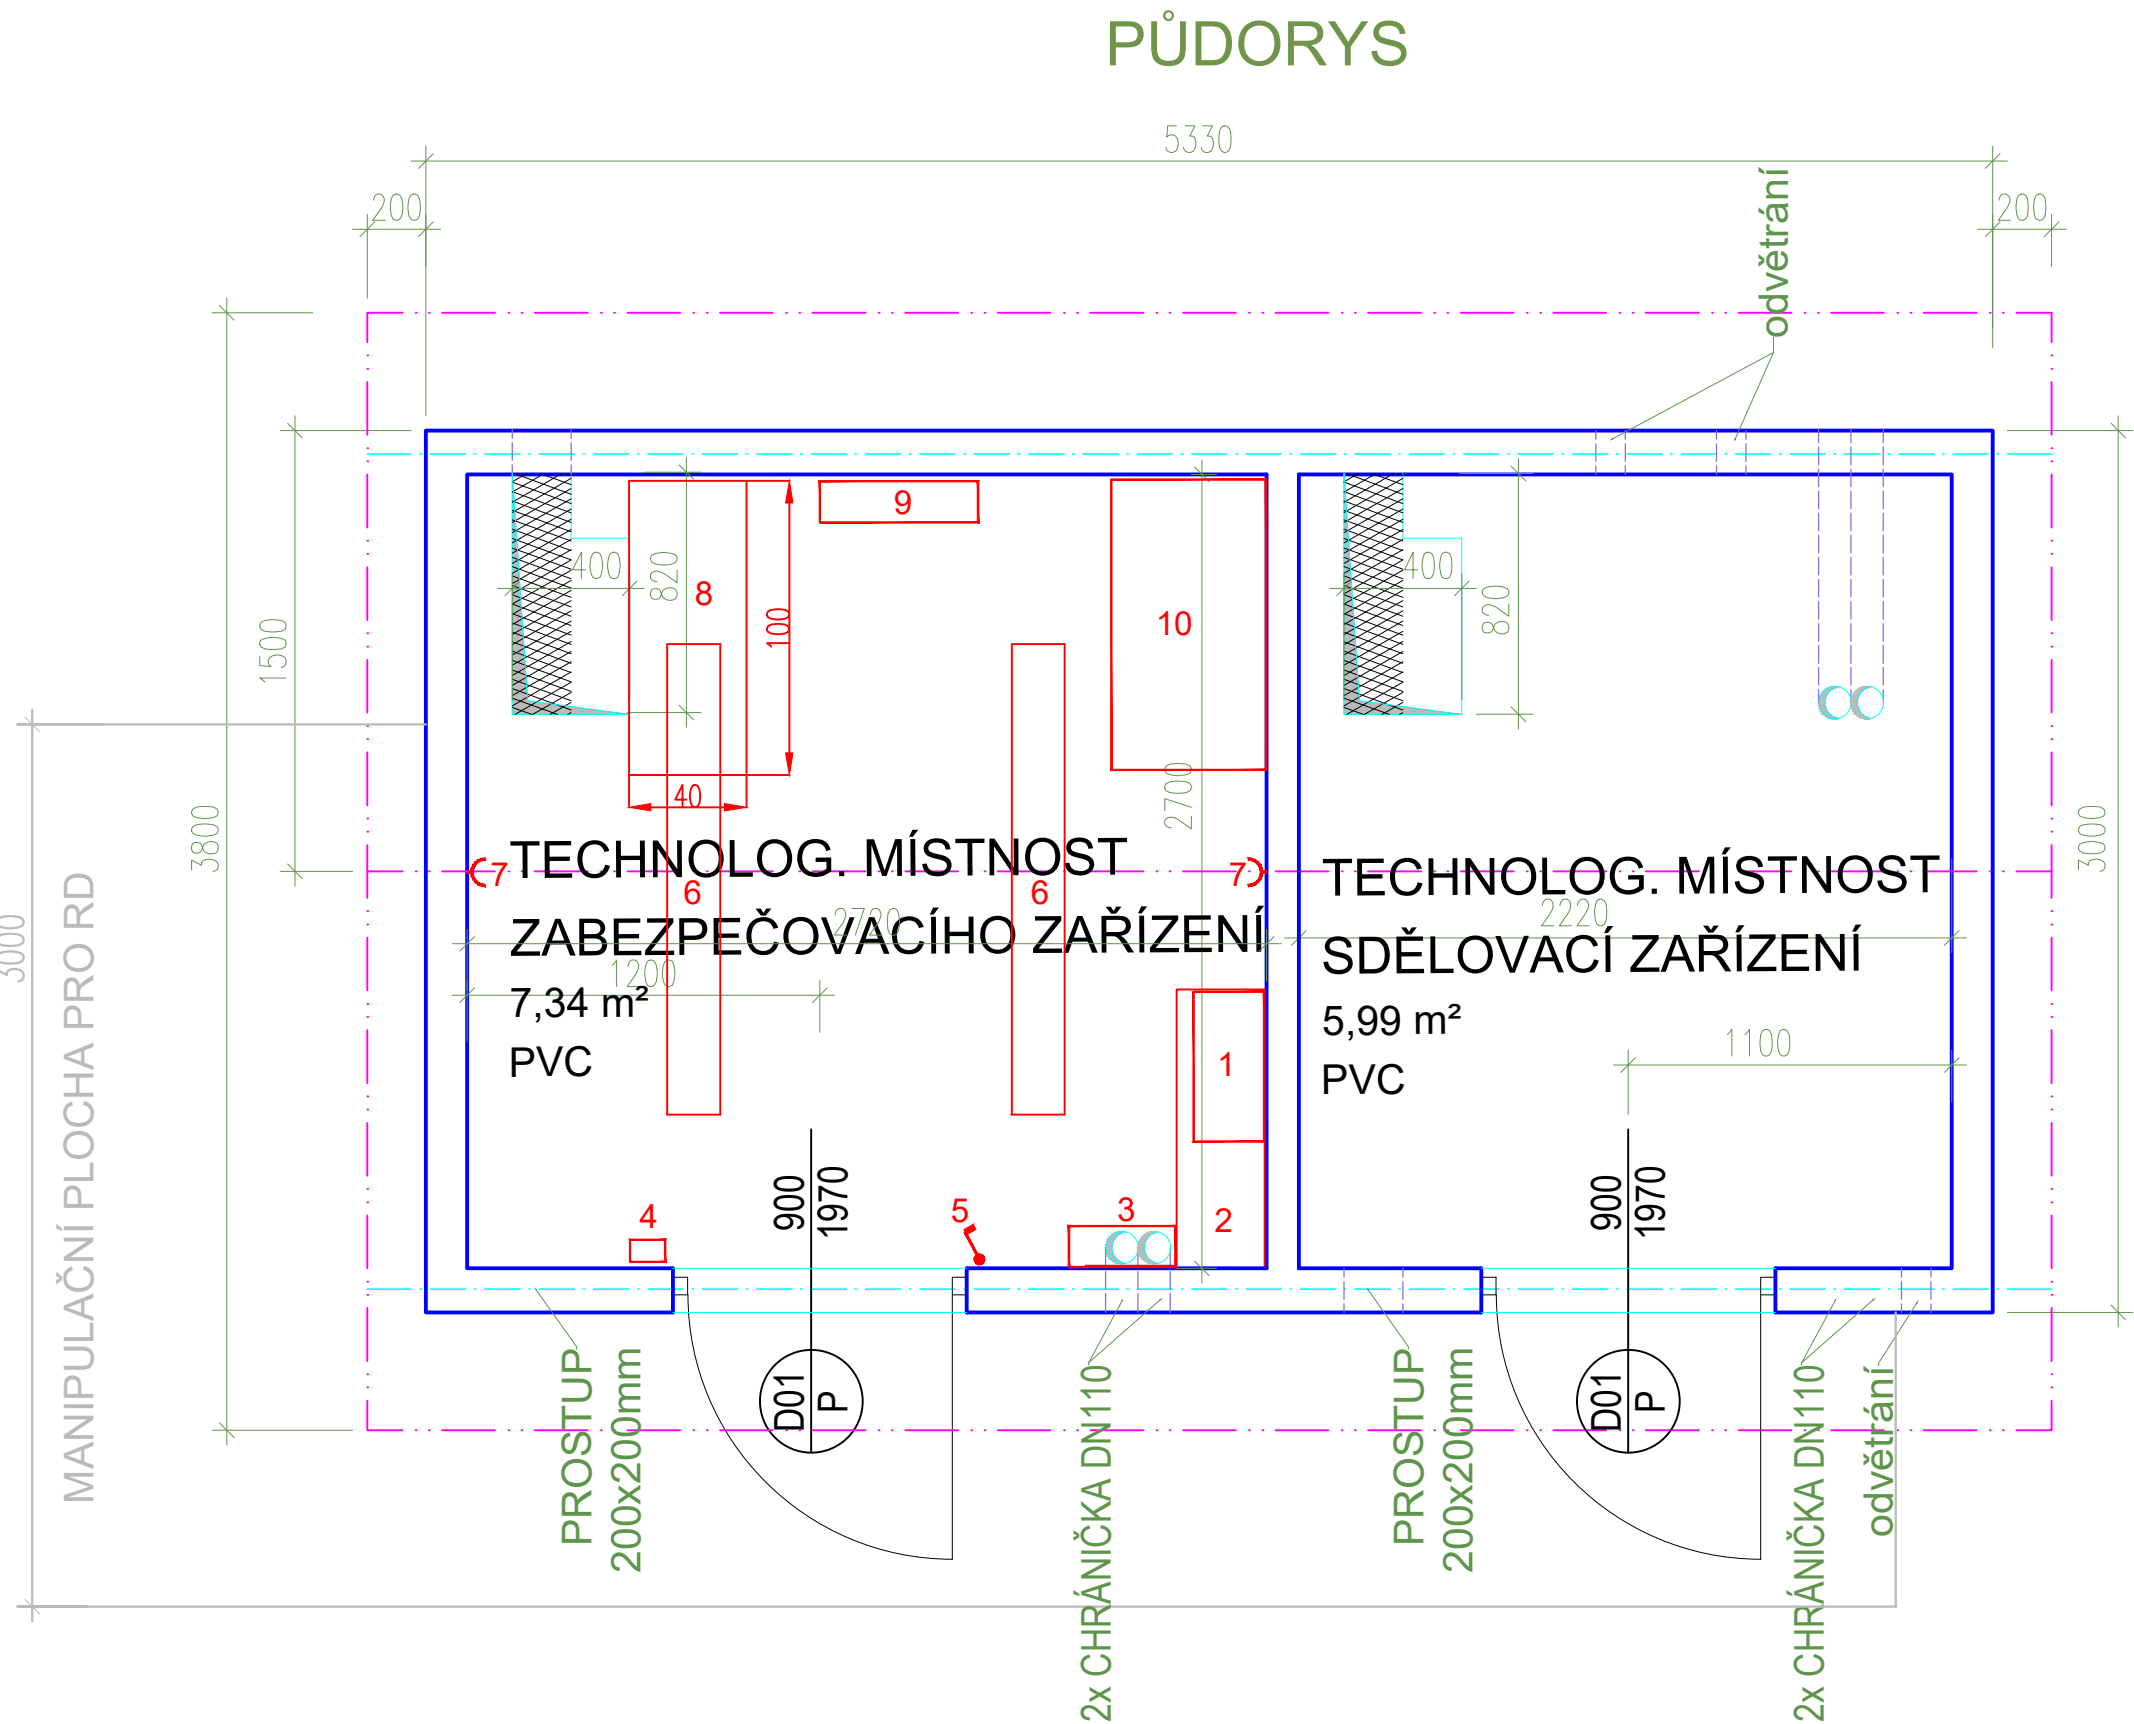 PŮDORYS
5330
200
200
odvětrání
9
400
820
8
100
10
400
820
1500
40
2700
3800
3000
7
TECHNOLOG. MÍSTNOST
7
6
6
ZABEZPEČOVACÍHO ZAŘÍZENÍ
2720
1200
7,34 m²
PVC
TECHNOLOG. MÍSTNOST
2220
SDĚLOVACÍ ZAŘÍZENÍ
5,99 m²
PVC
1100
3000
MANIPULAČNÍ PLOCHA PRO RD
1
2
3
4
5
900
1970
900
1970
D01
P
D01
P
PROSTUP
200x200mm
2x CHRÁNIČKA DN110
PROSTUP
200x200mm
2x CHRÁNIČKA DN110
odvětrání